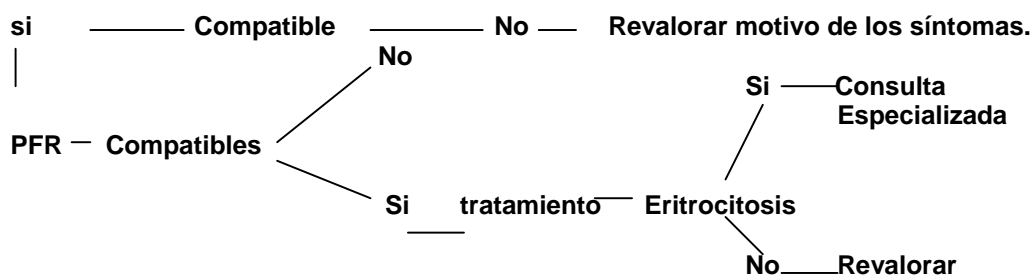 si Compatible No Revalorar motivo de los síntomas.
No
Si Consulta
Especializada
PFR Compatibles
Si tratamiento Eritrocitosis
No Revalorar